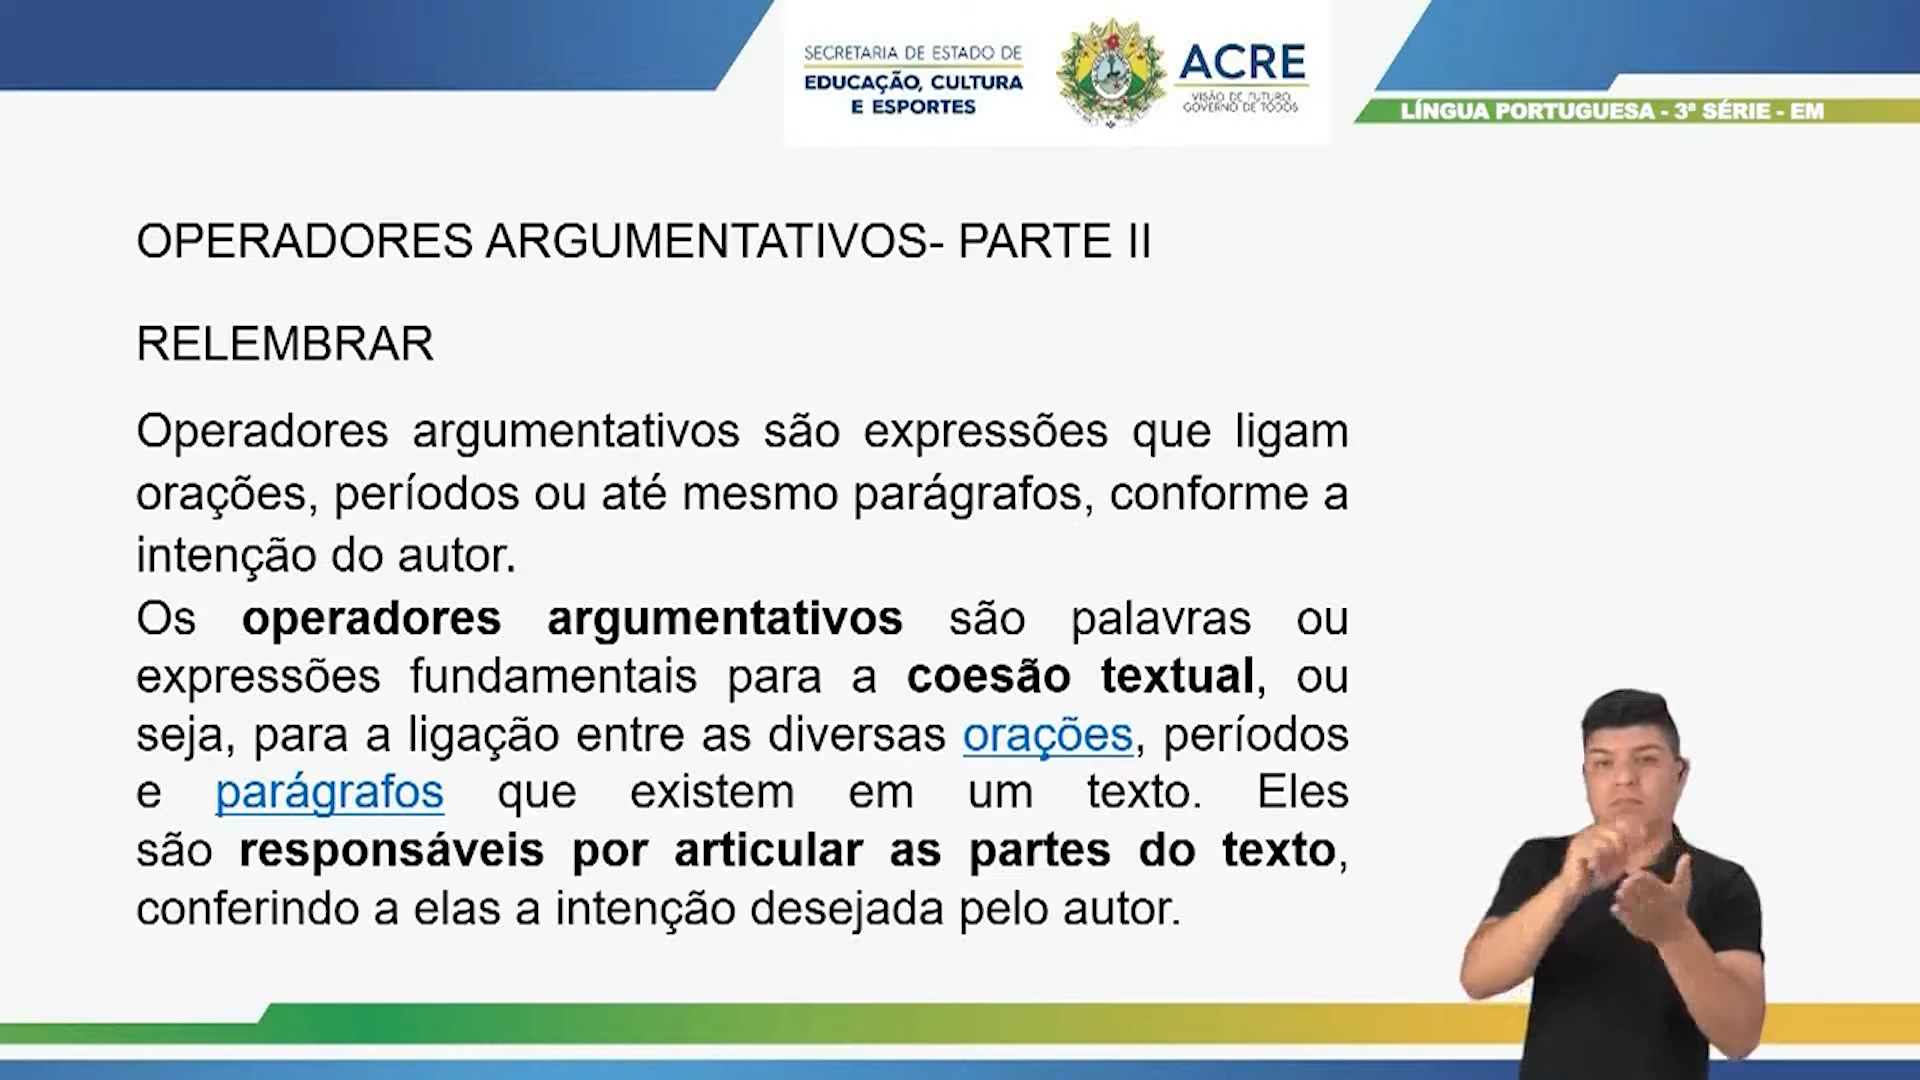 SECRETARIA DE ESTADO DE
EDUCAÇÃO, CULTURA
E ESPORTES
ACRE
VISÃO DE FUTURO,
GOVERNO DE TODOS
LÍNGUA PORTUGUESA - 3ª SÉRIE - EM
OPERADORES ARGUMENTATIVOS- PARTE II
RELEMBRAR
Operadores argumentativos são expressões que ligam
orações, períodos ou até mesmo parágrafos, conforme a
intenção do autor.
Os operadores argumentativos são palavras ou
expressões fundamentais para a coesão textual, ou
seja, para a ligação entre as diversas orações, períodos
e parágrafos que existem em um texto. Eles
são responsáveis por articular as partes do texto,
conferindo a elas a intenção desejada pelo autor.